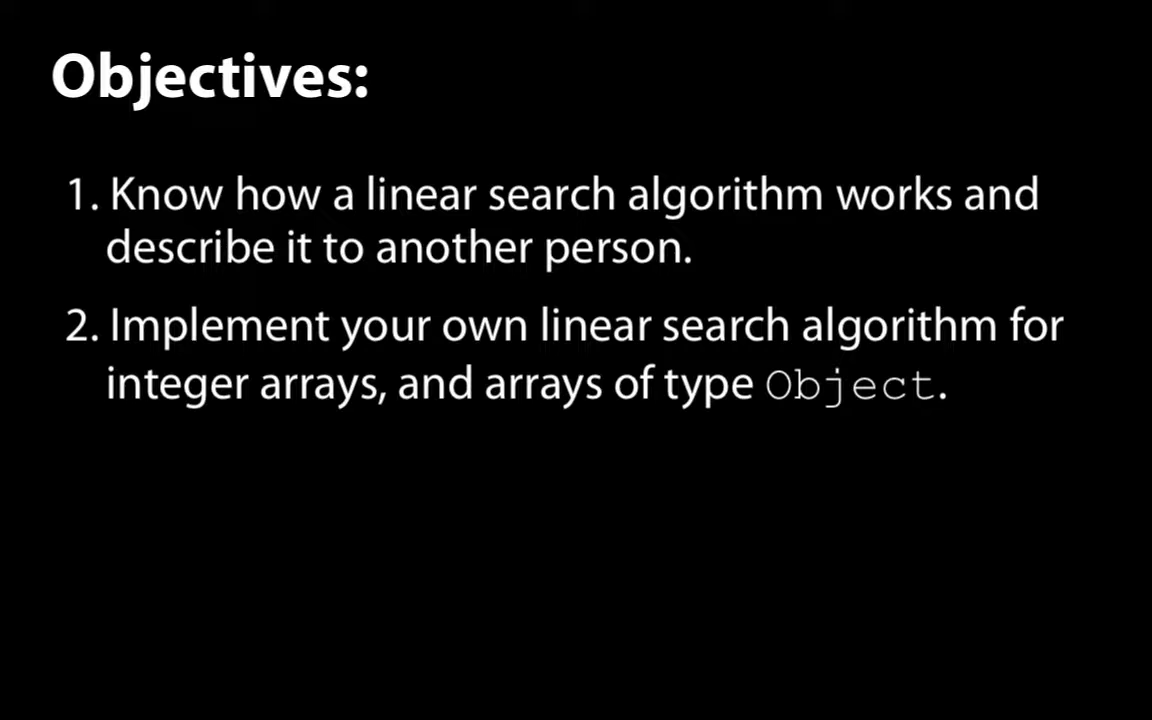 Objectives:
1. Know how a linear search algorithm works and
describe it to another person.
2. Implement your own linear search algorithm for
integer arrays, and arrays of type Object.